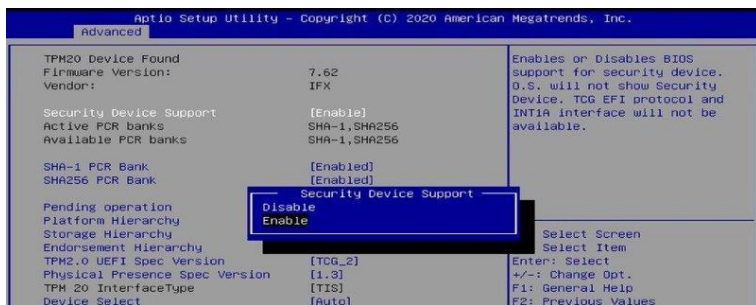 Aptio Setup Utility – Copyright (C) 2020 American Megatrends, Inc.
Advanced
TPM20 Device Found
Firmware Version: 7.62
Vendor: IFX
Security Device Support [Enable]
Active PCR banks SHA-1,SHA256
Available PCR banks SHA-1,SHA256
SHA-1 PCR Bank [Enabled]
SHA256 PCR Bank [Enabled]
Pending operation
Platform Hierarchy
Storage Hierarchy
Endorsement Hierarchy
TPM2.0 UEFI Spec Version [TCG_2]
Physical Presence Spec Version [1.3]
TPM 20 InterfaceType [TIS]
Device Select [Auto]
Security Device Support
Disable
Enable
Enables or Disables BIOS
support for security device.
O.S. will not show Security
Device. TCG EFI protocol and
INT1A interface will not be
available.
Select Screen
Select Item
Enter: Select
+/-: Change Opt.
F1: General Help
F2: Previous Values